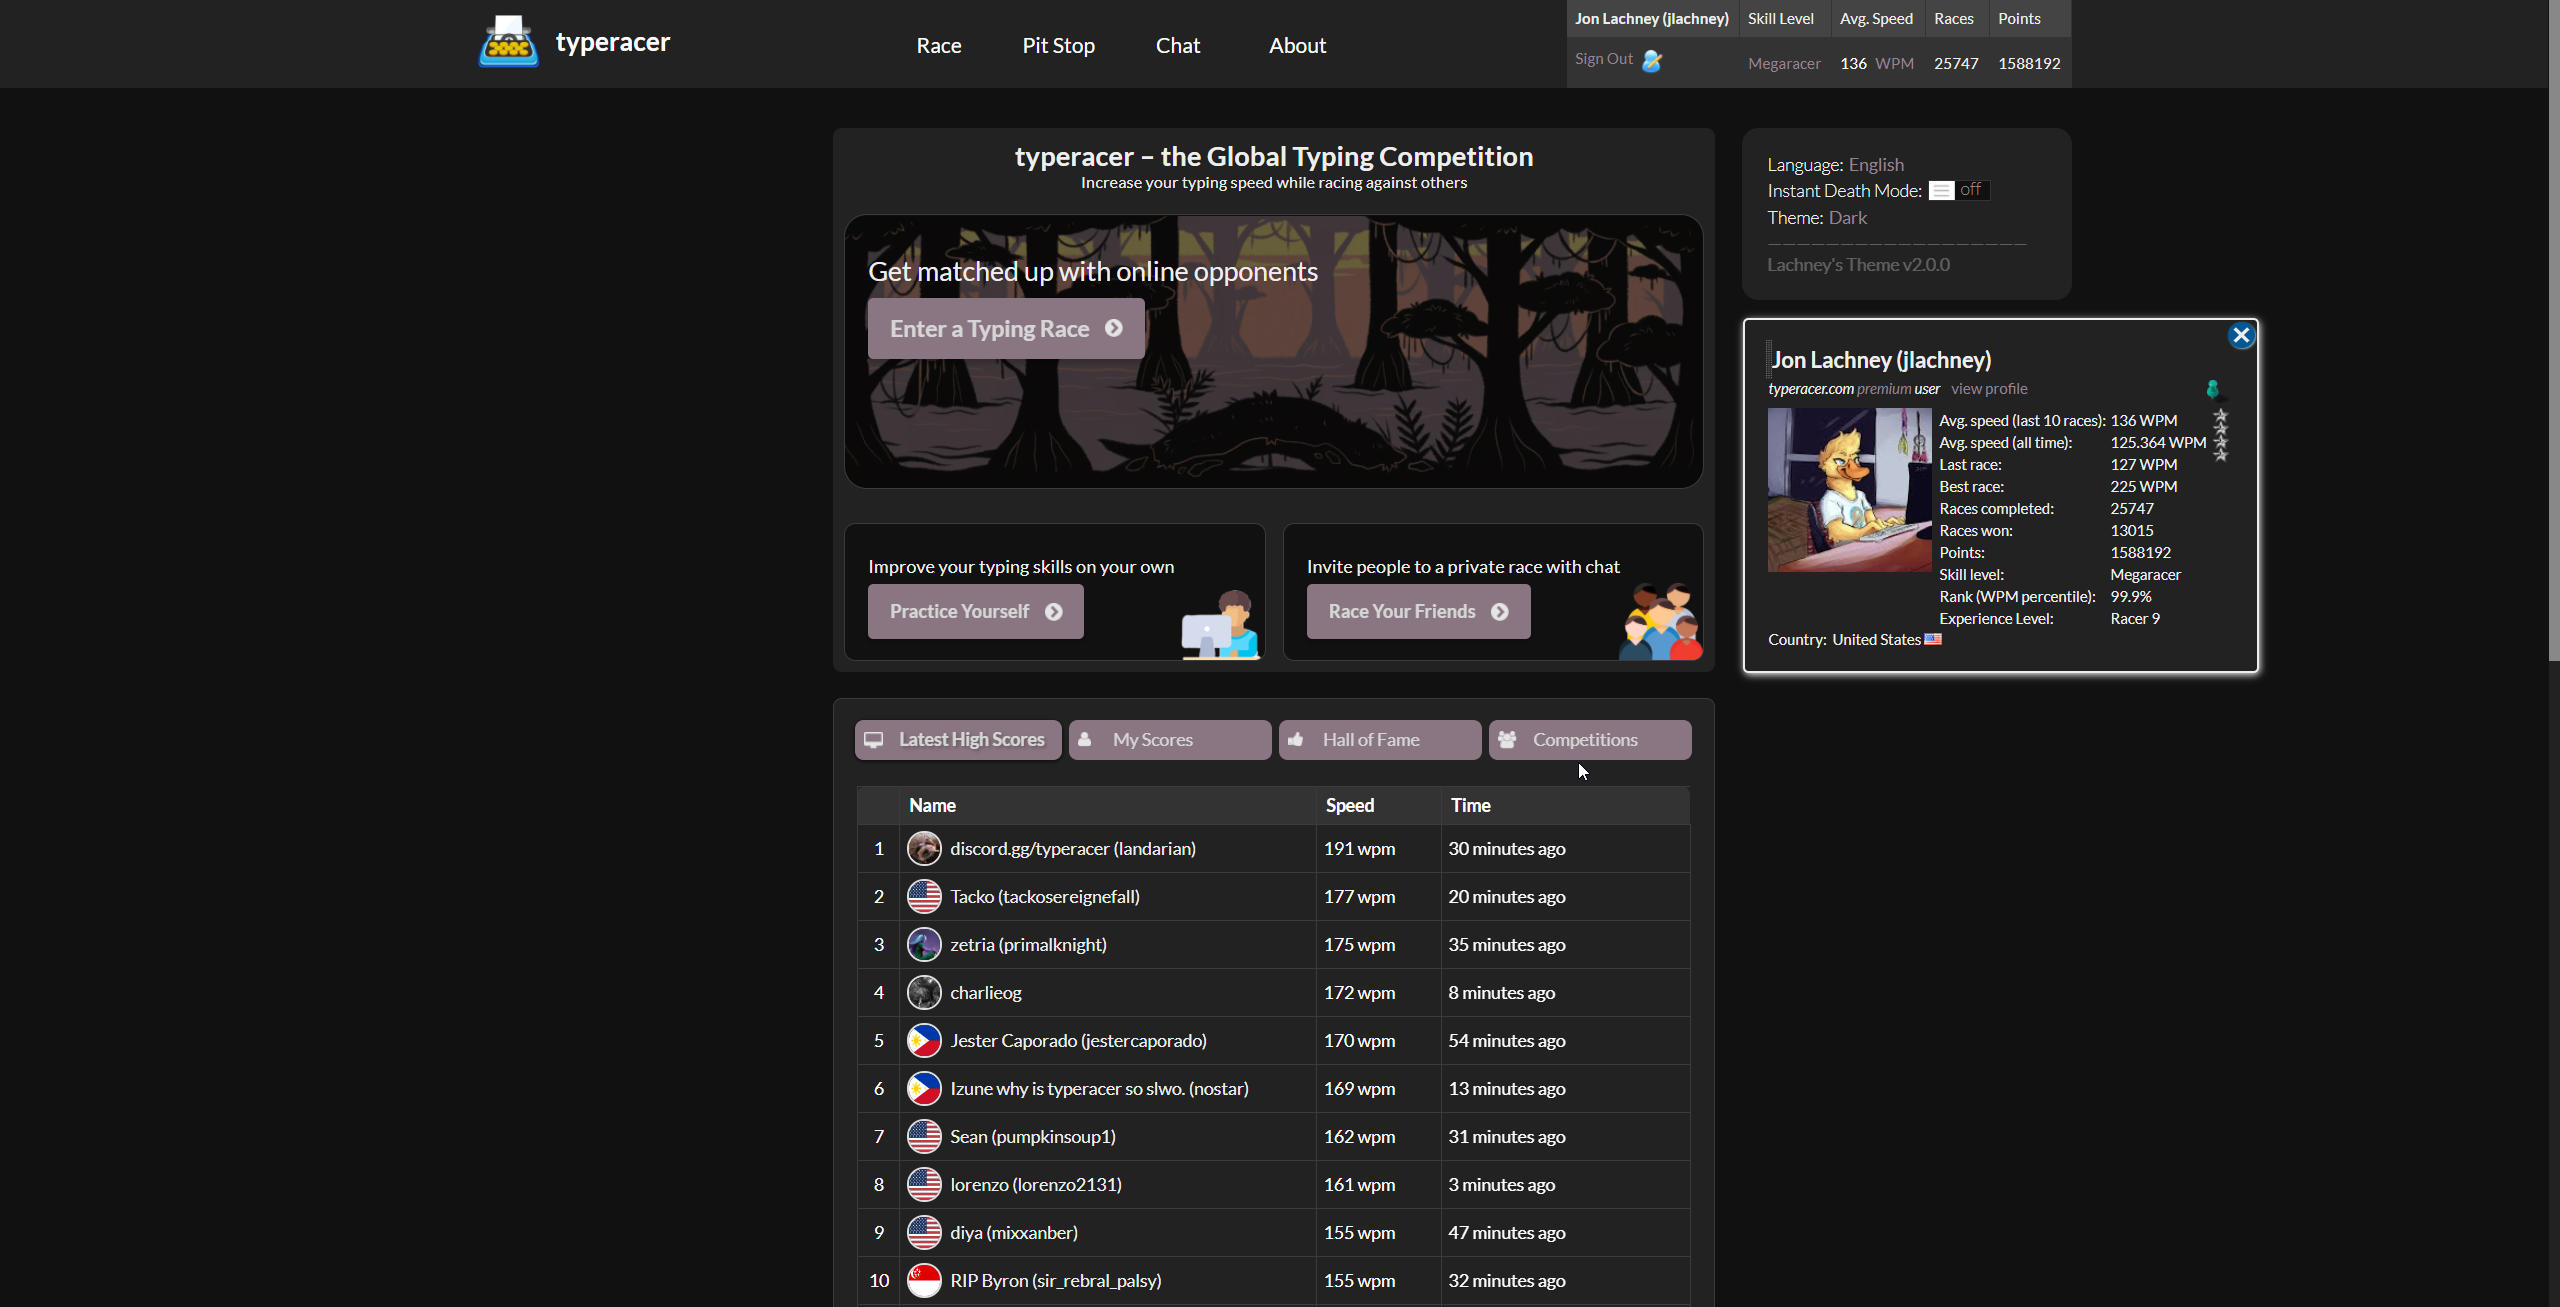 typeracer
Race Pit Stop Chat About
Jon Lachney (jlachney) Skill Level Avg. Speed Races Points
Sign Out Megaracer 136 WPM 25747 1588192
typeracer – the Global Typing Competition
Increase your typing speed while racing against others
Get matched up with online opponents
Enter a Typing Race
Improve your typing skills on your own
Practice Yourself
Invite people to a private race with chat
Race Your Friends
Language: English
Instant Death Mode: off
Theme: Dark
Lachney's Theme v2.0.0
Jon Lachney (jlachney)
typeracer.com premium user view profile
Avg. speed (last 10 races): 136 WPM
Avg. speed (all time): 125.364 WPM
Last race: 127 WPM
Best race: 225 WPM
Races completed: 25747
Races won: 13015
Points: 1588192
Skill level: Megaracer
Rank (WPM percentile): 99.9%
Experience Level: Racer 9
Country: United States
Latest High Scores My Scores Hall of Fame Competitions
Name Speed Time
1 discord.gg/typeracer (landarian) 191 wpm 30 minutes ago
2 Tacko (tackosereignefall) 177 wpm 20 minutes ago
3 zetria (primalknight) 175 wpm 35 minutes ago
4 charlieog 172 wpm 8 minutes ago
5 Jester Caporado (jestercaporado) 170 wpm 54 minutes ago
6 Izune why is typeracer so slwo. (nostar) 169 wpm 13 minutes ago
7 Sean (pumpkinsoup1) 162 wpm 31 minutes ago
8 lorenzo (lorenzo2131) 161 wpm 3 minutes ago
9 diya (mixxanber) 155 wpm 47 minutes ago
10 RIP Byron (sir_rebral_palsy) 155 wpm 32 minutes ago